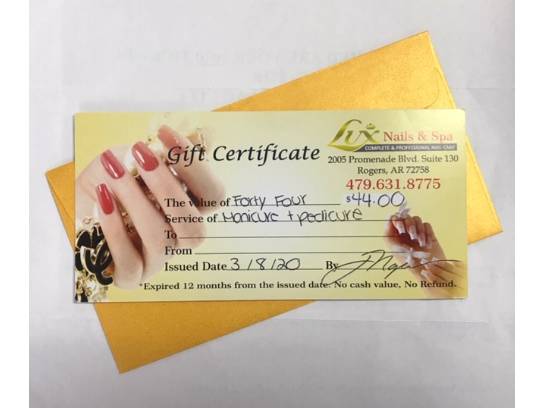 Lux Nails & Spa
COMPLETE & PROFESSIONAL NAIL CARE
Gift Certificate
2005 Promenade Blvd. Suite 130
Rogers, AR 72758
479.631.8775
The value of Forty Four $44.00
Service of Manicure + pedicure
To
From
Issued Date 3/8/20 By
*Expired 12 months from the issued date. No cash value, No Refund.